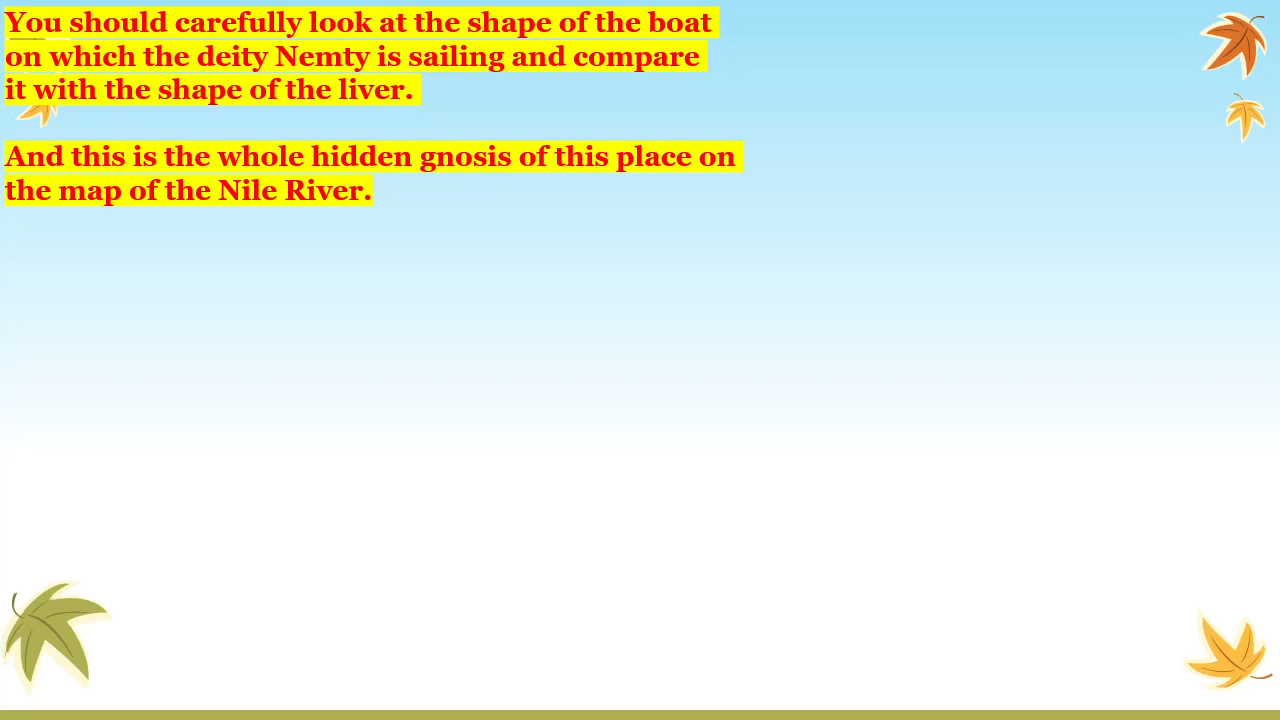 You should carefully look at the shape of the boat
on which the deity Nemty is sailing and compare
it with the shape of the liver.
And this is the whole hidden gnosis of this place on
the map of the Nile River.